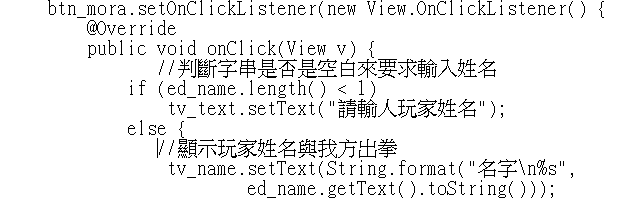 btn_mora.setOnClickListener(new View.OnClickListener() {
@Override
public void onClick(View v) {
//判斷字串是否是空白來要求輸入姓名
if (ed_name.length() < 1)
tv_text.setText("請輸人玩家姓名");
else {
//顯示玩家姓名與我方出拳
tv_name.setText(String.format("名字\n%s",
ed_name.getText().toString()));